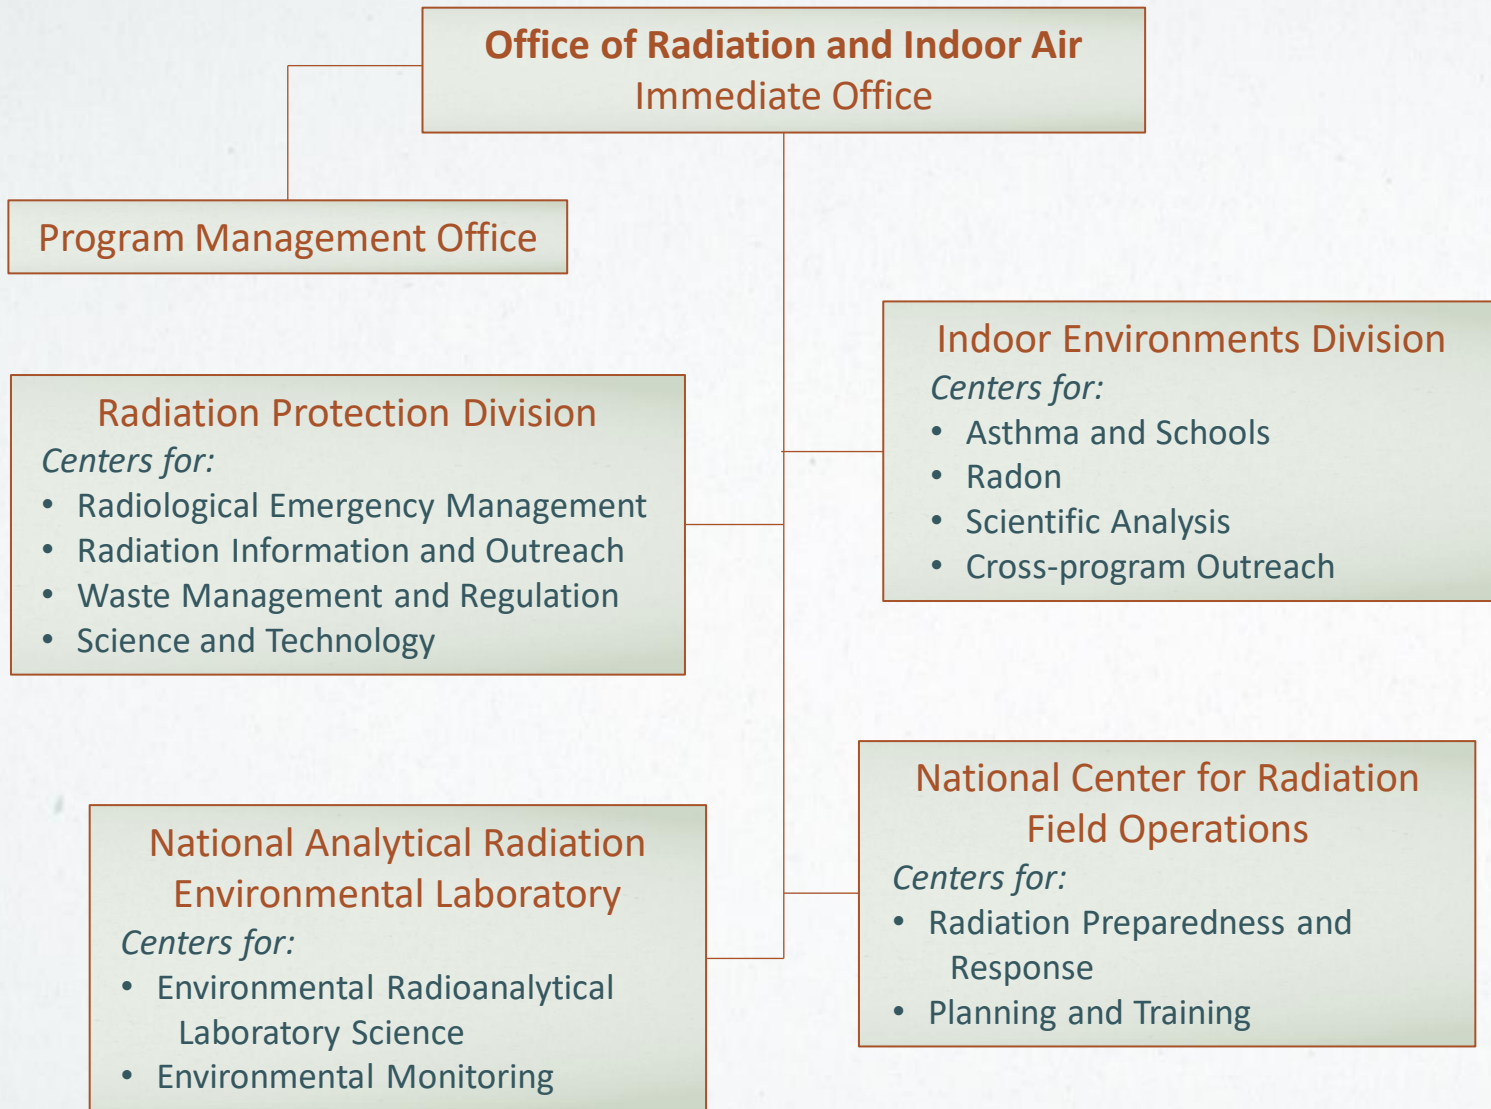 Office of Radiation and Indoor Air
Immediate Office
Program Management Office
Indoor Environments Division
Centers for:
• Asthma and Schools
• Radon
• Scientific Analysis
• Cross-program Outreach
Radiation Protection Division
Centers for:
• Radiological Emergency Management
• Radiation Information and Outreach
• Waste Management and Regulation
• Science and Technology
National Center for Radiation
Field Operations
Centers for:
• Radiation Preparedness and
Response
• Planning and Training
National Analytical Radiation
Environmental Laboratory
Centers for:
• Environmental Radioanalytical
Laboratory Science
• Environmental Monitoring